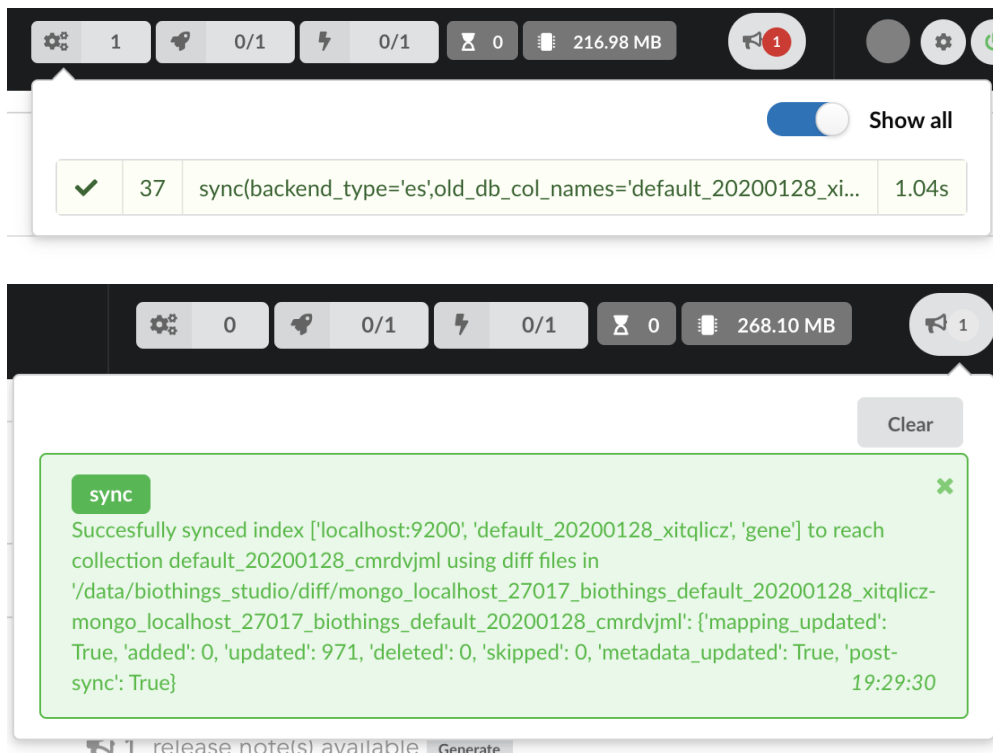 1 0/1 0/1 0 216.98 MB 1
Show all
37 sync(backend_type='es',old_db_col_names='default_20200128_xi... 1.04s
0 0/1 0/1 0 268.10 MB 1
Clear
sync
Succesfully synced index ['localhost:9200', 'default_20200128_xitqlicz', 'gene'] to reach
collection default_20200128_cmrdvjml using diff files in
'/data/biothings_studio/diff/mongo_localhost_27017_biothings_default_20200128_xitqlicz-
mongo_localhost_27017_biothings_default_20200128_cmrdvjml': {'mapping_updated':
True, 'added': 0, 'updated': 971, 'deleted': 0, 'skipped': 0, 'metadata_updated': True, 'post-
sync': True} 19:29:30
1 release note(s) available Generate